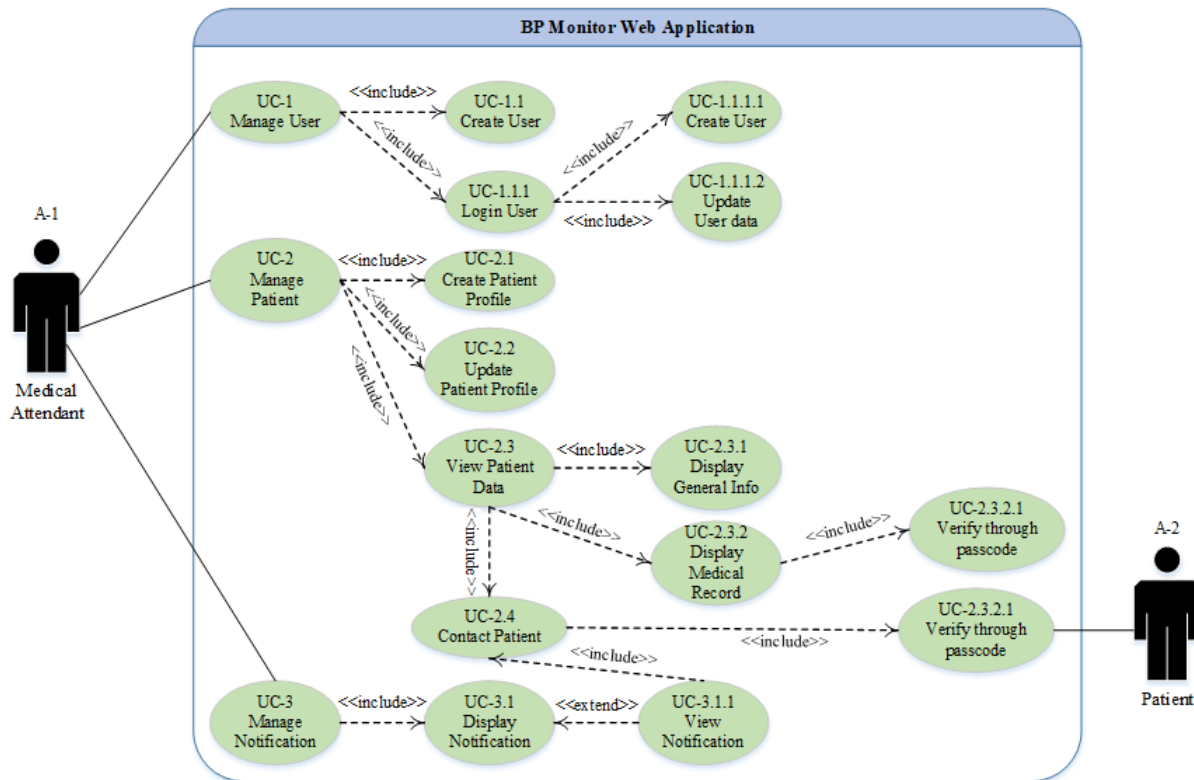 BP Monitor Web Application
UC-1
Manage User
<<include>>
UC-1.1
Create User
<<include>>
UC-1.1.1
Login User
<<include>>
UC-1.1.1.1
Create User
<<include>>
UC-1.1.1.2
Update
User data
A-1
Medical
Attendant
UC-2
Manage
Patient
<<include>>
UC-2.1
Create Patient
Profile
<<include>>
UC-2.2
Update
Patient Profile
<<include>>
UC-2.3
View Patient
Data
<<include>>
UC-2.3.1
Display
General Info
<<include>>
UC-2.3.2
Display
Medical
Record
<<include>>
UC-2.3.2.1
Verify through
passcode
<<include>>
UC-2.4
Contact Patient
<<include>>
UC-2.3.2.1
Verify through
passcode
A-2
Patient
<<include>>
UC-3
Manage
Notification
<<include>>
UC-3.1
Display
Notification
<<extend>>
UC-3.1.1
View
Notification